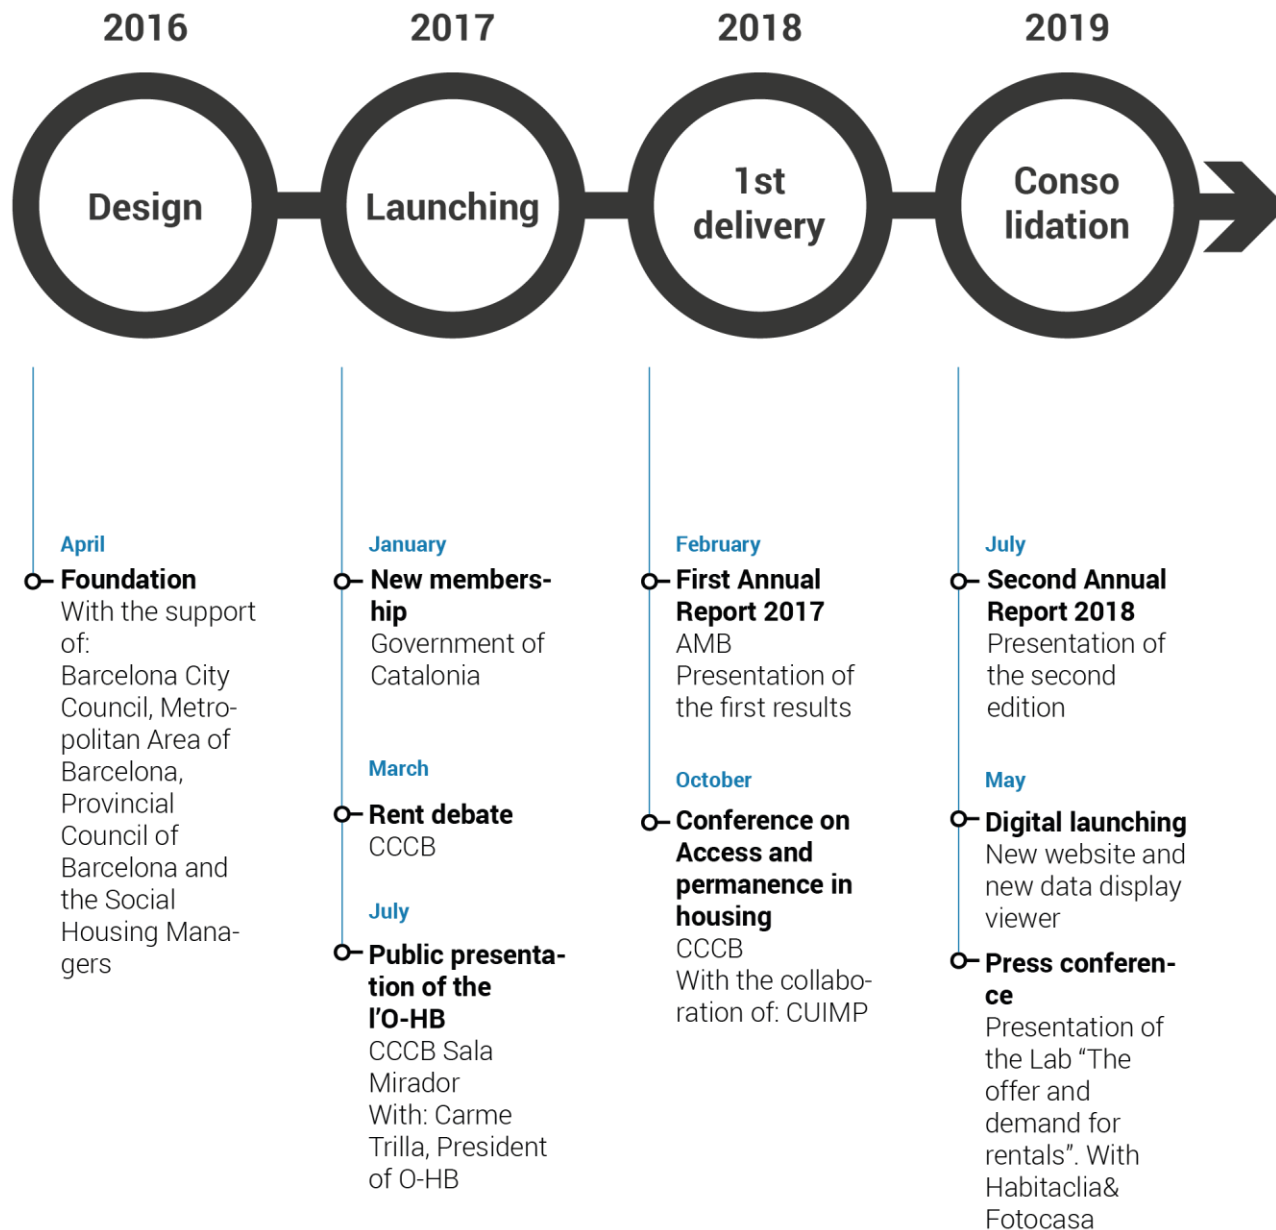 2016
Design
April
Foundation
With the support
of:
Barcelona City
Council, Metro-
politan Area of
Barcelona,
Provincial
Council of
Barcelona and
the Social
Housing Mana-
gers
2017
Launching
January
New members-
hip
Government of
Catalonia
March
Rent debate
CCCB
July
Public presenta-
tion of the
l'O-HB
CCCB Sala
Mirador
With: Carme
Trilla, President
of O-HB
2018
1st
delivery
February
First Annual
Report 2017
AMB
Presentation of
the first results
October
Conference on
Access and
permanence in
housing
CCCB
With the collabo-
ration of: CUIMP
2019
Conso
lidation
July
Second Annual
Report 2018
Presentation of
the second
edition
May
Digital launching
New website and
new data display
viewer
Press conferen-
ce
Presentation of
the Lab “The
offer and
demand for
rentals”. With
Habitaclia&
Fotocasa